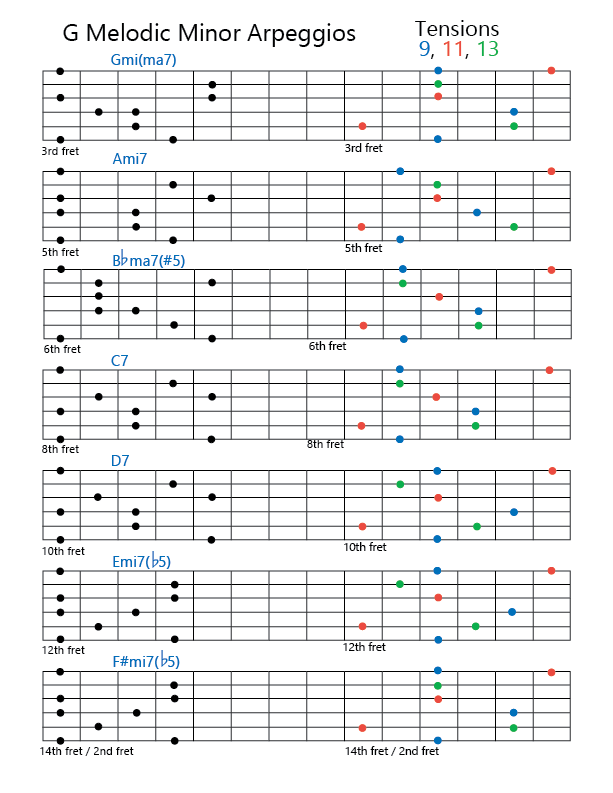 G Melodic Minor Arpeggios
Tensions
9, 11, 13
Gmi(ma7)
3rd fret
3rd fret
Ami7
5th fret
5th fret
B♭ma7(#5)
6th fret
6th fret
C7
8th fret
8th fret
D7
10th fret
10th fret
Emi7(♭5)
12th fret
12th fret
F#mi7(♭5)
14th fret / 2nd fret
14th fret / 2nd fret